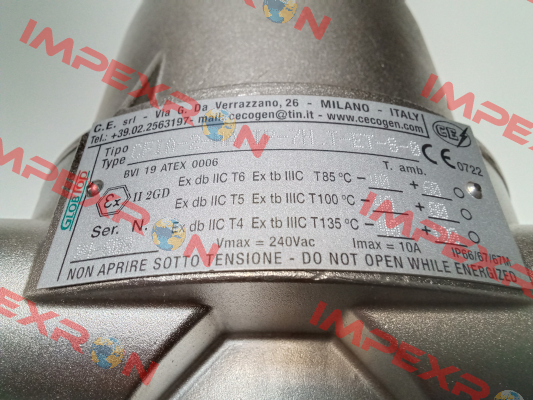 C.E. srl - Via G. Da Verrazzano, 26 - MILANO - ITALY
Tel.: +39.02.2563197- mail: cecogen@tin.it - www.cecogen.com
Tipo
Type
BVI 19 ATEX 0006
T. amb.
CE 0722
GLOBTOD
Ex II 2GD
Ex db IIC T6 Ex tb IIIC T85°C
Ex db IIC T5 Ex tb IIIC T100°C
Ser. N. Ex db IIC T4 Ex tb IIIC T135°C
Vmax = 240Vac Imax = 10A IP66/67/67M
NON APRIRE SOTTO TENSIONE - DO NOT OPEN WHILE ENERGIZED
IMPEXRON
IMPEXRON
IMPEXRON
IMPEXRON